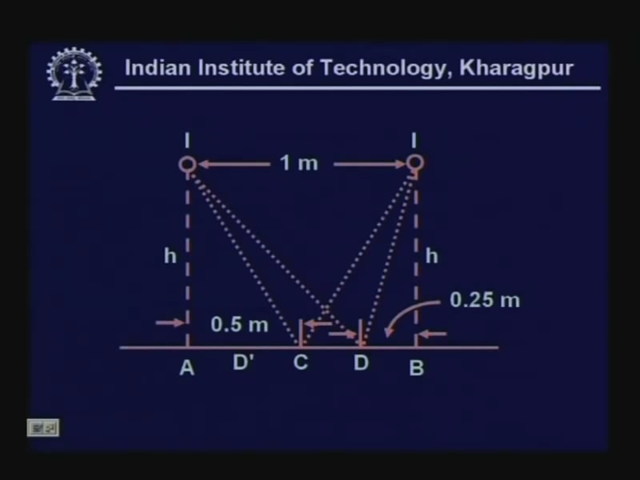 Indian Institute of Technology, Kharagpur
I I
1 m
h h
0.25 m
0.5 m
A D' C D B